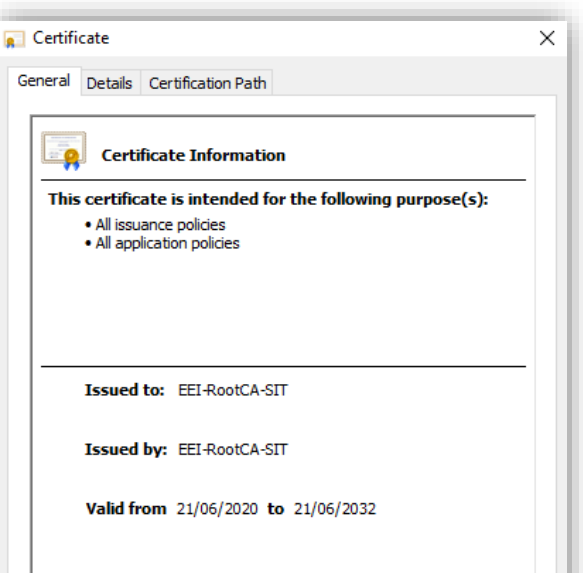 Certificate
General Details Certification Path
Certificate Information
This certificate is intended for the following purpose(s):
• All issuance policies
• All application policies
Issued to: EEI-RootCA-SIT
Issued by: EEI-RootCA-SIT
Valid from 21/06/2020 to 21/06/2032